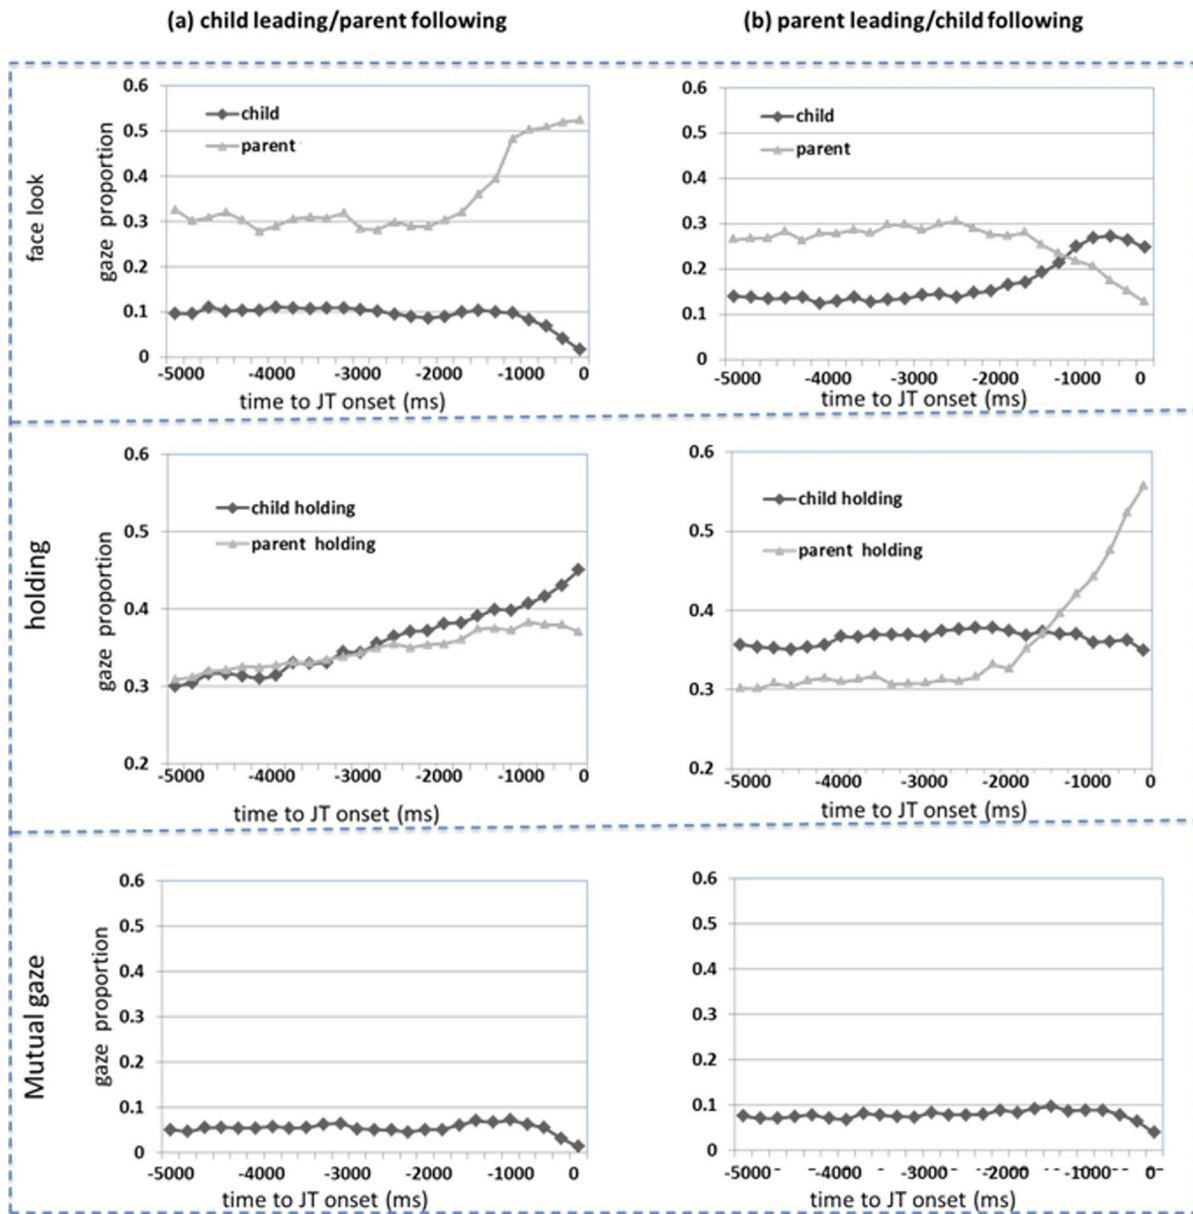 (a) child leading/parent following
(b) parent leading/child following
face look
gaze proportion
0.6
0.5
0.4
0.3
0.2
0.1
0
child
parent
-5000 -4000 -3000 -2000 -1000 0
time to JT onset (ms)
0.6
0.5
0.4
0.3
0.2
0.1
0
child
parent
-5000 -4000 -3000 -2000 -1000 0
time to JT onset (ms)
holding
gaze proportion
0.6
0.5
0.4
0.3
0.2
child holding
parent holding
-5000 -4000 -3000 -2000 -1000 0
time to JT onset (ms)
0.6
0.5
0.4
0.3
0.2
child holding
parent holding
-5000 -4000 -3000 -2000 -1000 0
time to JT onset (ms)
Mutual gaze
gaze proportion
0.6
0.5
0.4
0.3
0.2
0.1
0
-5000 -4000 -3000 -2000 -1000 0
time to JT onset (ms)
0.6
0.5
0.4
0.3
0.2
0.1
0
-5000 -4000 -3000 -2000 -1000 0
time to JT onset (ms)